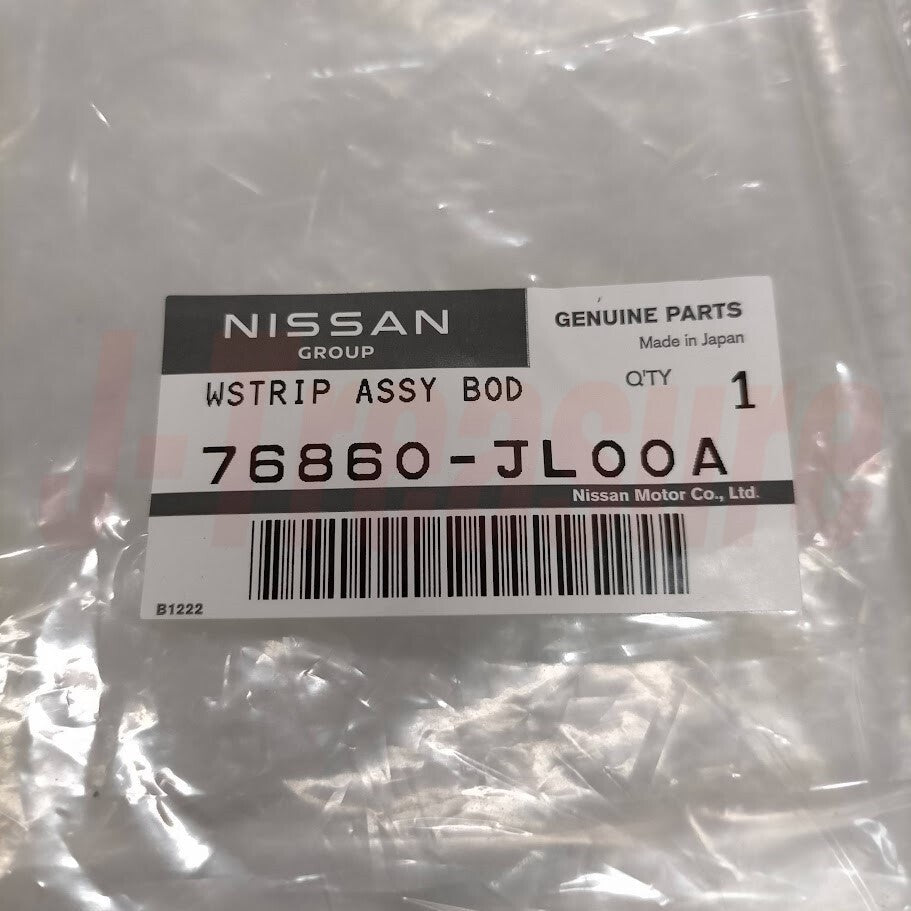 NISSAN
GROUP
GENUINE PARTS
Made in Japan
WSTRIP ASSY BOD
Q'TY 1
76860-JL00A
Nissan Motor Co., Ltd.
B1222
J-Treasure